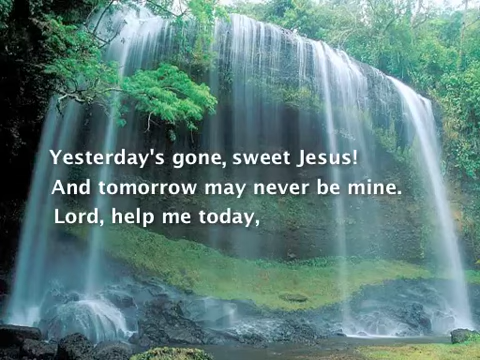 Yesterday's gone, sweet Jesus!
And tomorrow may never be mine.
Lord, help me today,